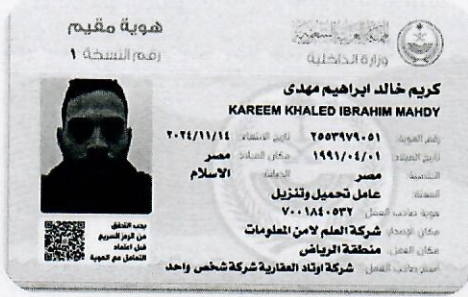 هوية مقيم
رقم النسخة ١
المملكة العربية السعودية
وزارة الداخلية
كريم خالد ابراهيم مهدى
KAREEM KHALED IBRAHIM MAHDY
رقم الهوية ٢٥٥٣٩٧٩٠٥١ تاريخ الانتهاء ٢٠٢٤/١١/١٤
تاريخ الميلاد ١٩٩١/٠٤/٠١ مكان الميلاد مصر
الجنسية مصر الديانة الاسلام
المهنة عامل تحميل وتنزيل
هوية صاحب العمل ٧٠٠١٨٤٠٥٣٢
مكان الإصدار شركة العلم لامن المعلومات
مكان العمل منطقة الرياض
اسم صاحب العمل شركة اوتاد العقارية شركة شخص واحد
يجب التحقق
من الرمز السريع
قبل اعتماد
التعامل مع الهوية